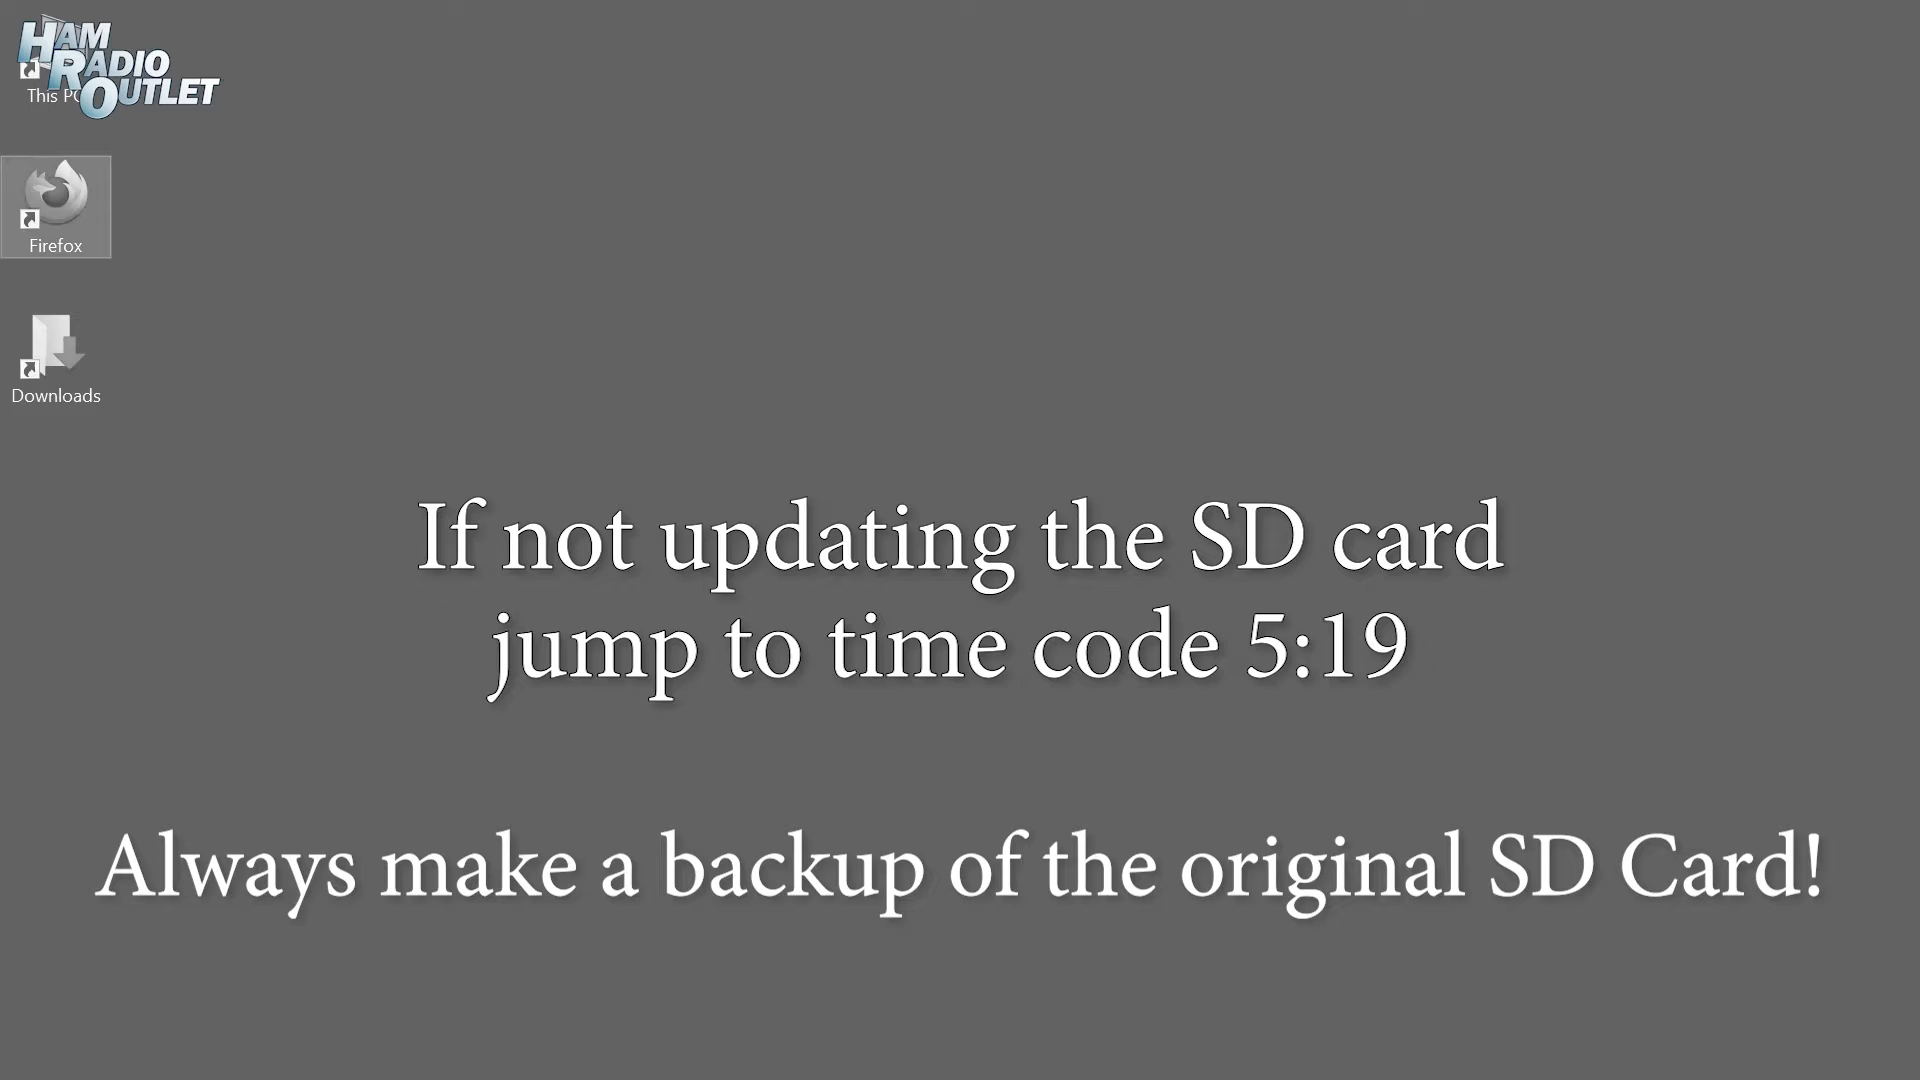 HAM
RADIO
OUTLET
This PC
Firefox
Downloads
If not updating the SD card
jump to time code 5:19
Always make a backup of the original SD Card!